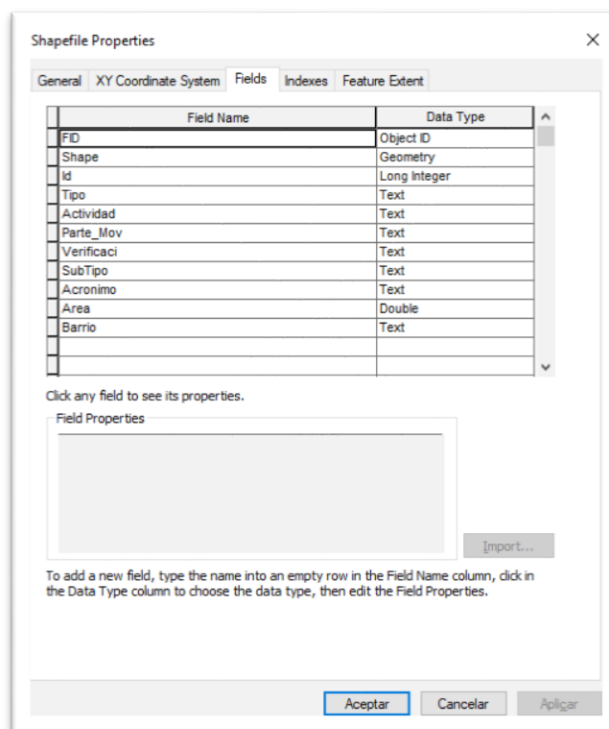 Shapefile Properties
General XY Coordinate System Fields Indexes Feature Extent
Field Name Data Type
FID Object ID
Shape Geometry
Id Long Integer
Tipo Text
Actividad Text
Parte_Mov Text
Verificaci Text
SubTipo Text
Acronimo Text
Area Double
Barrio Text
Click any field to see its properties.
Field Properties
Import...
To add a new field, type the name into an empty row in the Field Name column, click in
the Data Type column to choose the data type, then edit the Field Properties.
Aceptar Cancelar Aplicar